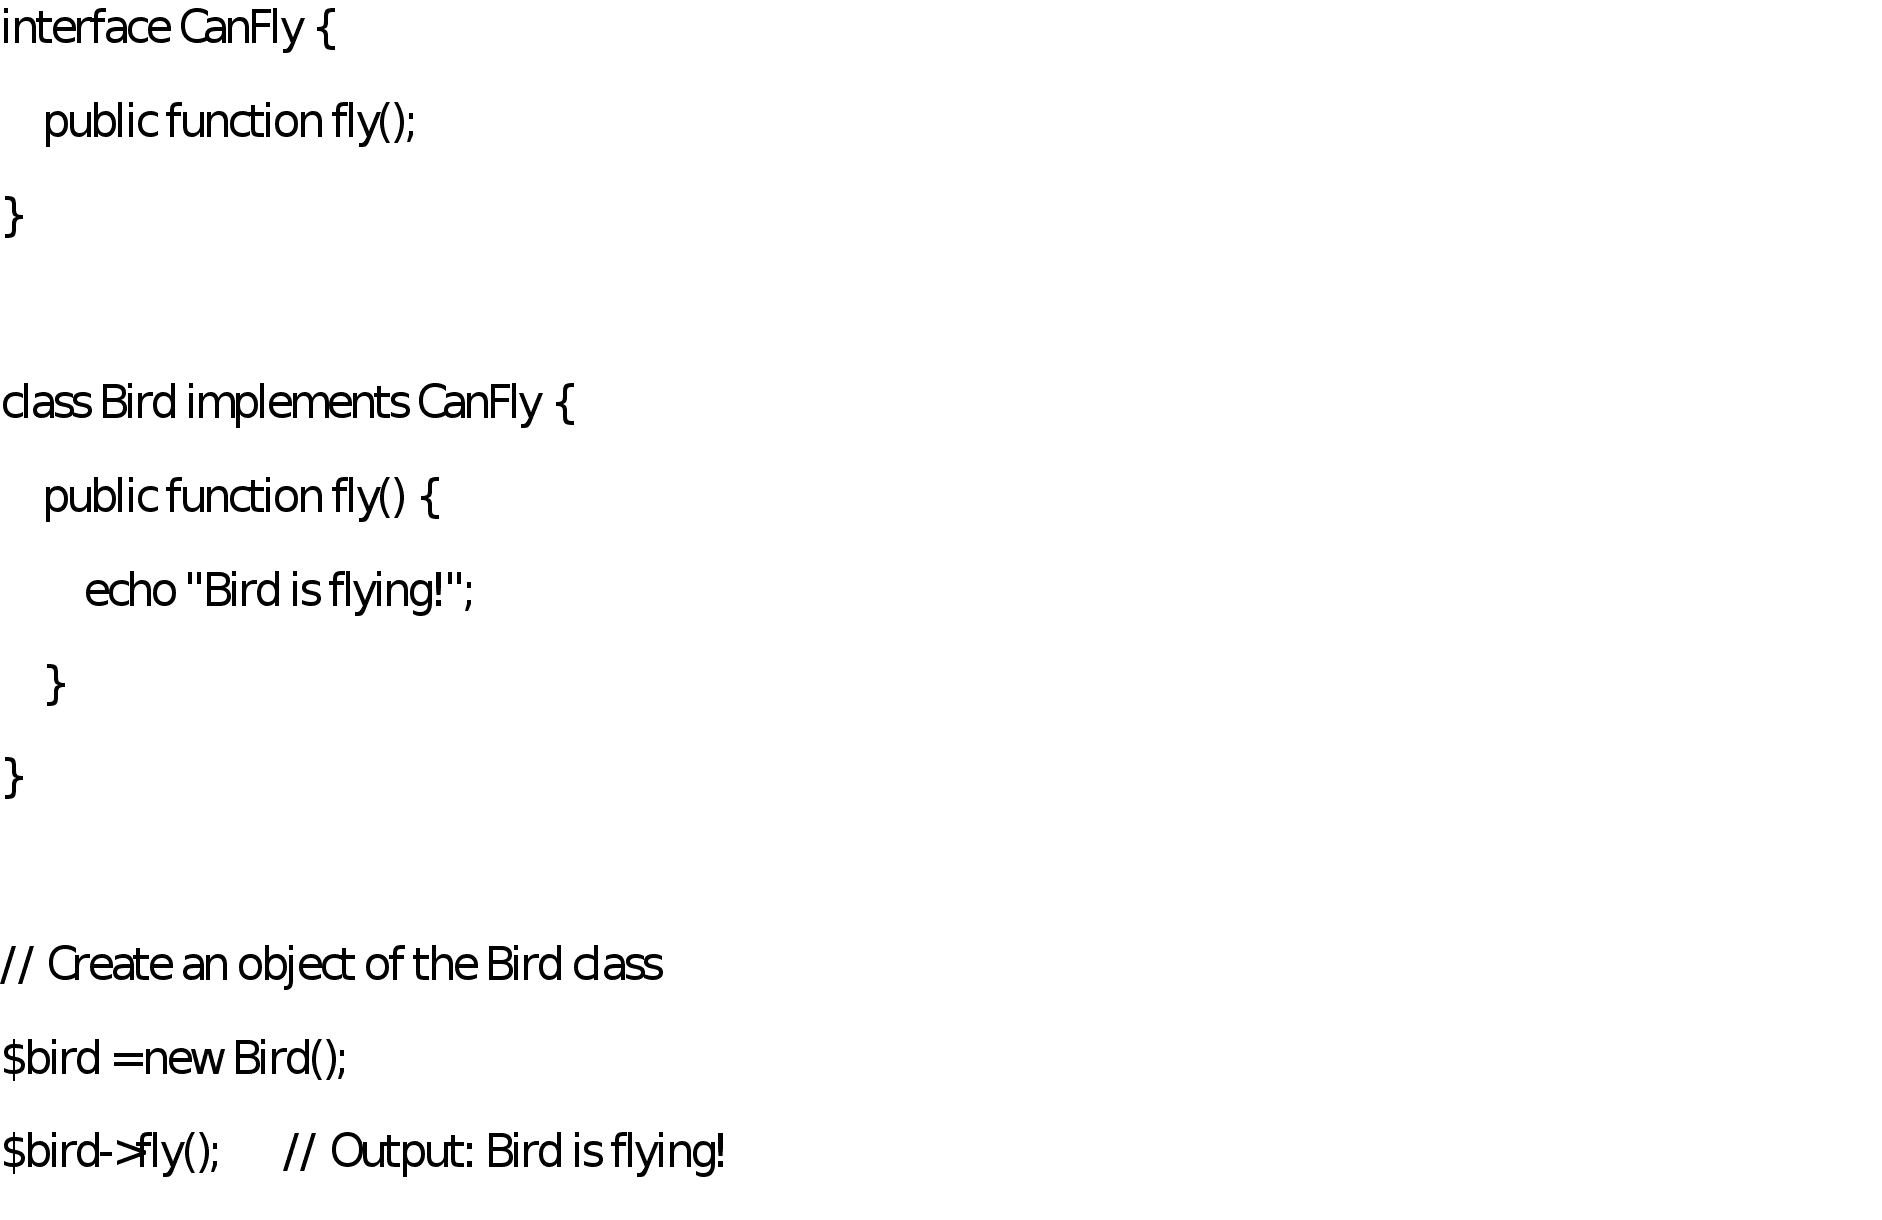 interface CanFly {
    public function fly();
}

class Bird implements CanFly {
    public function fly() {
        echo "Bird is flying!";
    }
}

// Create an object of the Bird class
$bird = new Bird();
$bird->fly();      // Output: Bird is flying!